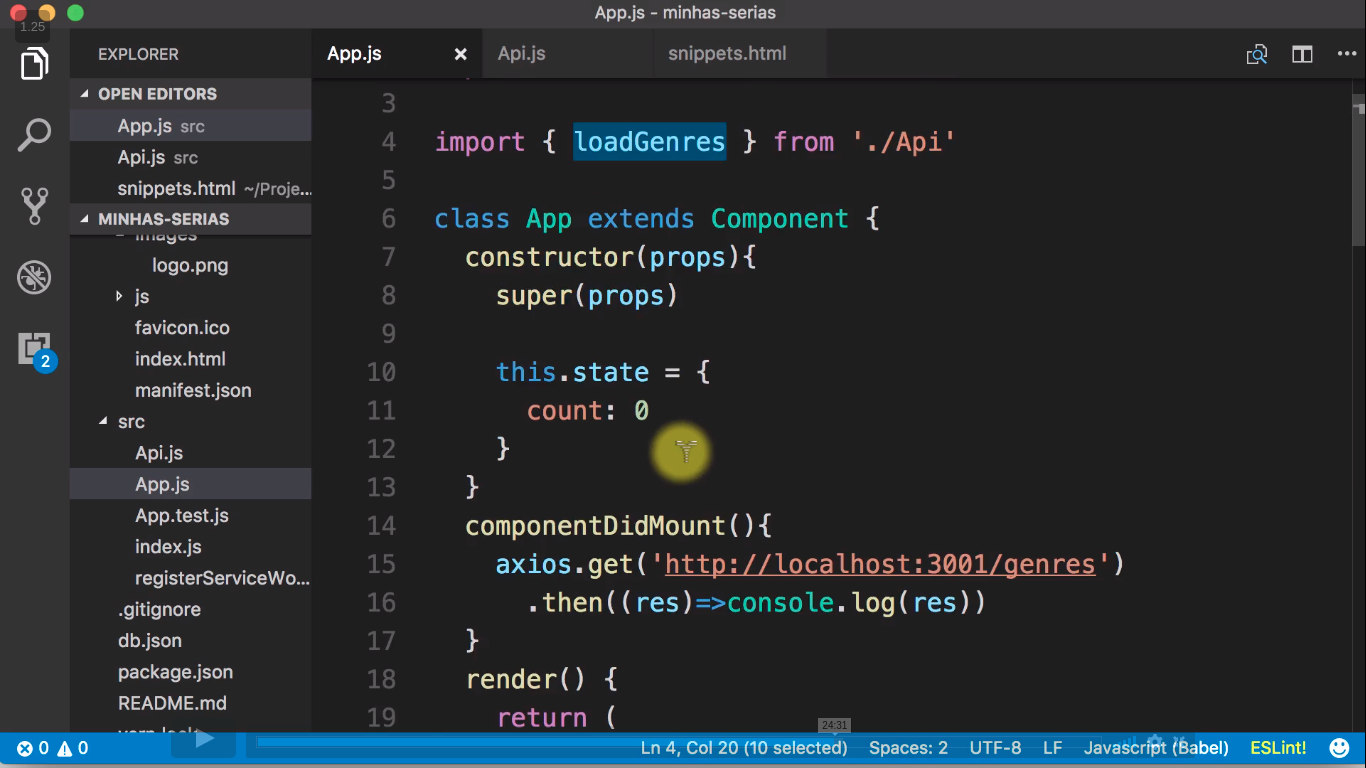 App.js - minhas-serias
1.25
EXPLORER
App.js
Api.js
snippets.html
OPEN EDITORS
App.js src
Api.js src
snippets.html ~/Proje...
MINHAS-SERIAS
images
logo.png
js
favicon.ico
index.html
manifest.json
src
Api.js
App.js
App.test.js
index.js
registerServiceWo...
.gitignore
db.json
package.json
README.md
3
4 import { loadGenres } from './Api'
5
6 class App extends Component {
7 constructor(props){
8 super(props)
9
10 this.state = {
11 count: 0
12 }
13 }
14 componentDidMount(){
15 axios.get('http://localhost:3001/genres')
16 .then((res)=>console.log(res))
17 }
18 render() {
19 return (
2
24:31
0 0
Ln 4, Col 20 (10 selected) Spaces: 2 UTF-8 LF Javascript (Babel) ESLint!